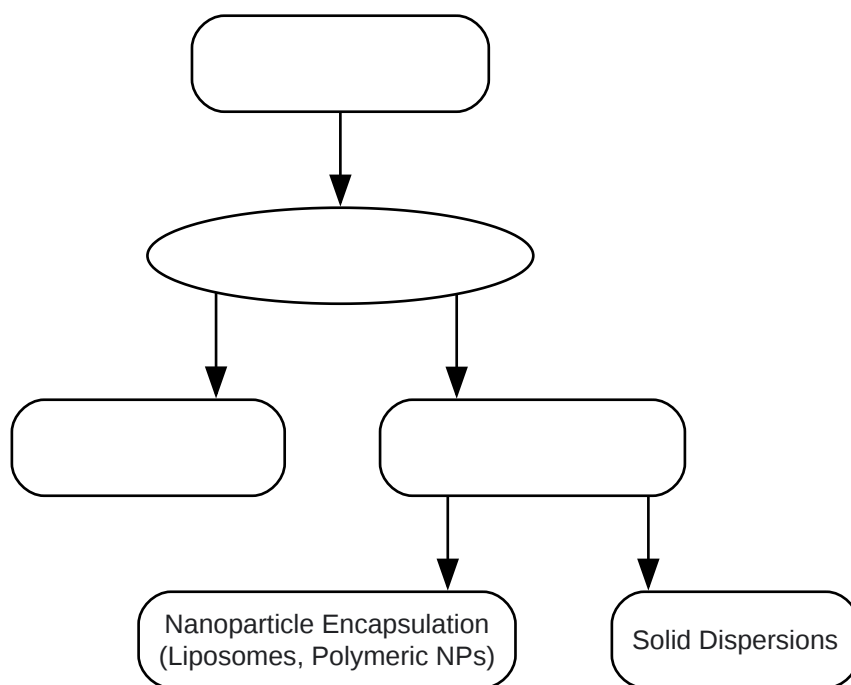 Nanoparticle Encapsulation
(Liposomes, Polymeric NPs)
Solid Dispersions